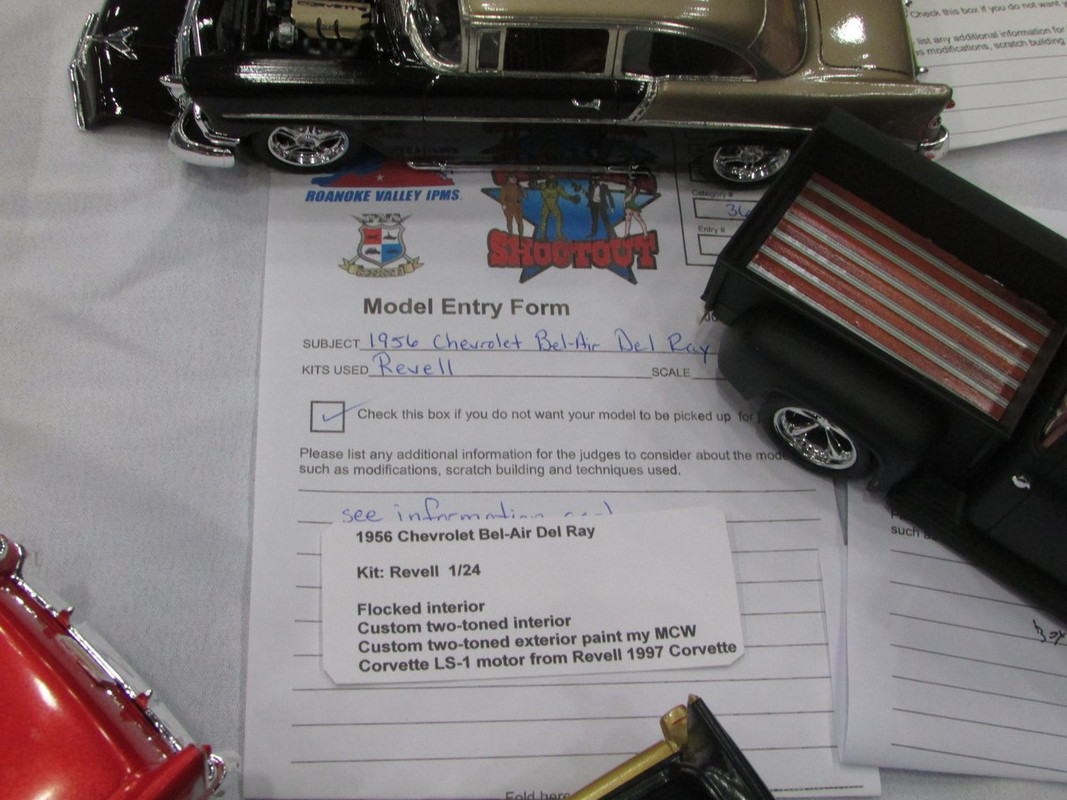 CORVETTE
Check this box if you do not want
list any additional information for
as modifications, scratch building
ROANOKE VALLEY IPMS
SHOOTOUT
Category #
36
Entry #
Model Entry Form
SUBJECT 1956 Chevrolet Bel-Air Del Ray
KITS USED Revell SCALE
Check this box if you do not want your model to be picked up for
Please list any additional information for the judges to consider about the
such as modifications, scratch building and techniques used.
see information
1956 Chevrolet Bel-Air Del Ray
Kit: Revell 1/24
Flocked interior
Custom two-toned interior
Custom two-toned exterior paint my MCW
Corvette LS-1 motor from Revell 1997 Corvette
such
Fold here